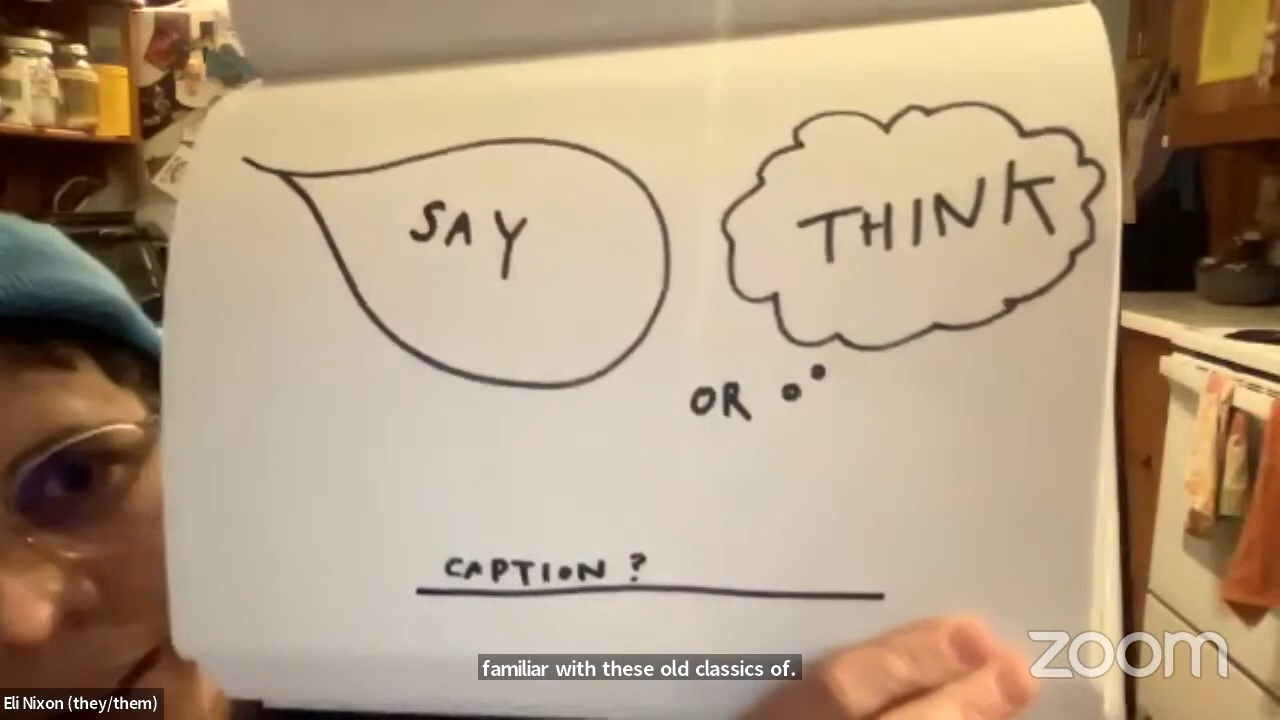 SAY
THINK
OR
CAPTION?
familiar with these old classics of.
zoom
Eli Nixon (they/them)